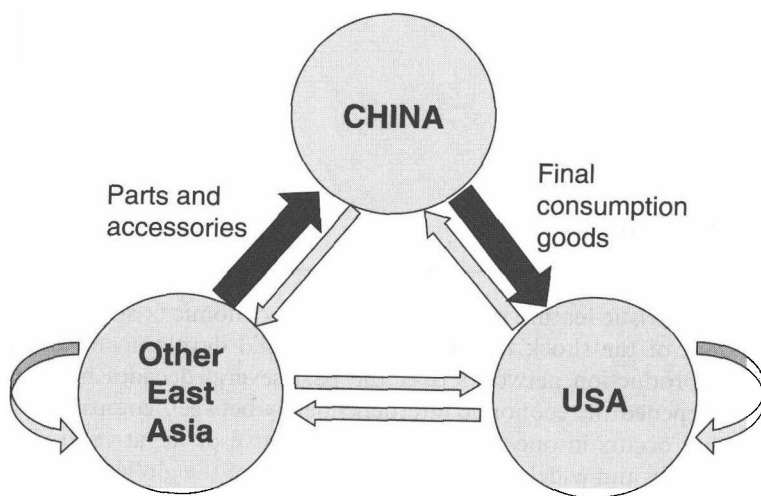 CHINA
Parts and
accessories
Final
consumption
goods
Other
East
Asia
USA